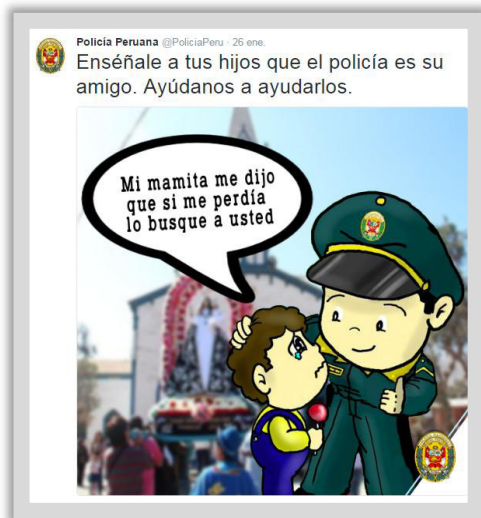 Policía Peruana @PoliciaPeru · 26 ene.
Enséñale a tus hijos que el policía es su
amigo. Ayúdanos a ayudarlos.
Mi mamita me dijo
que si me perdía
lo busque a usted